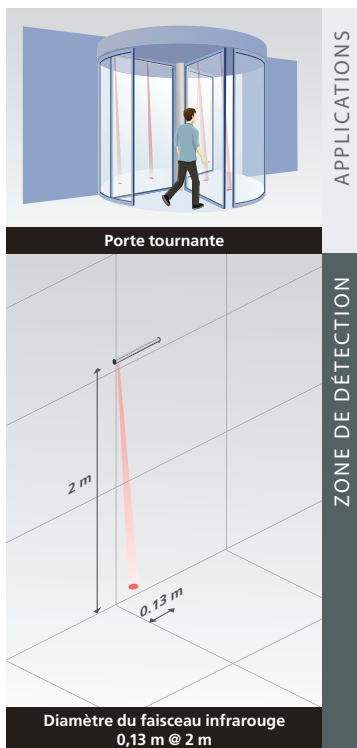 APPLICATIONS
Porte tournante
ZONE DE DÉTECTION
2 m
0.13 m
Diamètre du faisceau infrarouge
0,13 m @ 2 m